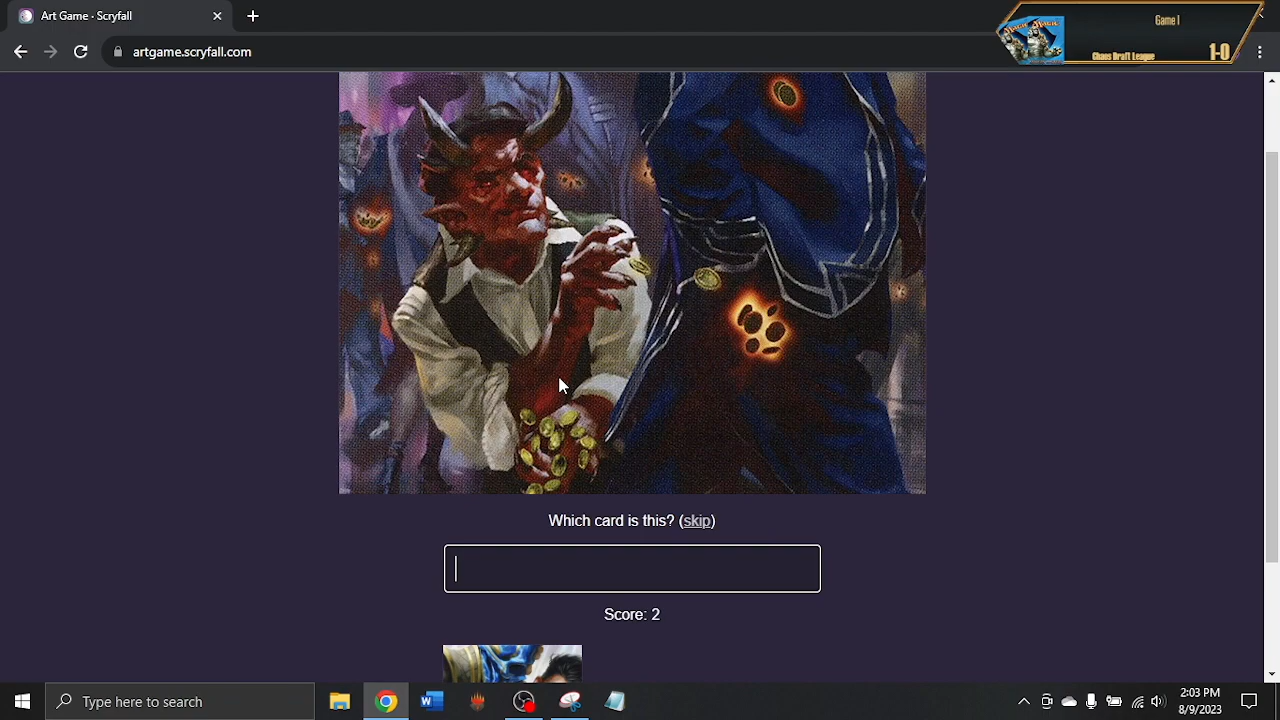 Art Game - Scryfall
Game 1
artgame.scryfall.com
Chaos Draft League
1-0
Which card is this? (skip)
Score: 2
Type here to search
W
2:03 PM
8/9/2023